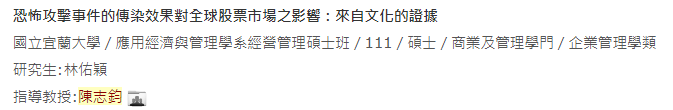 恐怖攻擊事件的傳染效果對全球股票市場之影響：來自文化的證據
國立宜蘭大學 / 應用經濟與管理學系經營管理碩士班 / 111 / 碩士 / 商業及管理學門 / 企業管理學類
研究生:林佑穎
指導教授:陳志鈞